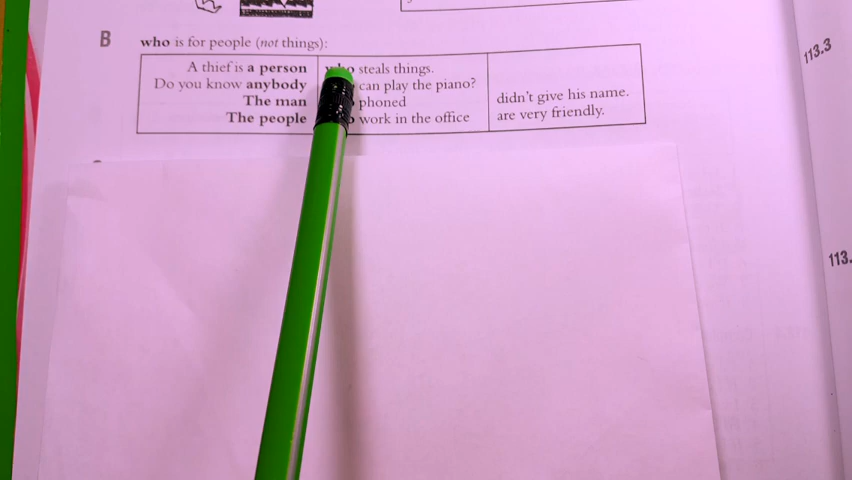 B who is for people (not things):
A thief is a person who steals things.
Do you know anybody can play the piano?
The man phoned didn't give his name.
The people work in the office are very friendly.
113.3
113.